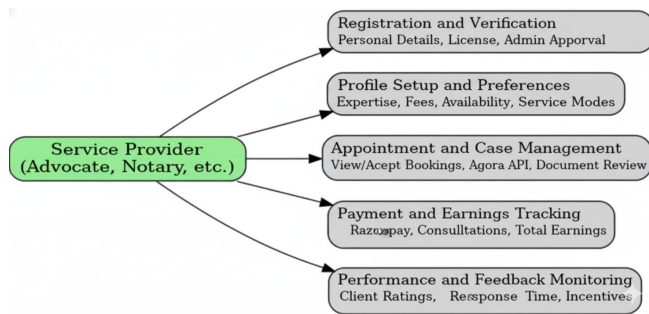 Registration and Verification
Personal Details, License, Admin Apporval
Profile Setup and Preferences
Expertise, Fees, Availability, Service Modes
Service Provider
(Advocate, Notary, etc.)
Appointment and Case Management
View/Acept Bookings, Agora API, Document Review
Payment and Earnings Tracking
Razorpay, Consulltations, Total Earnings
Performance and Feedback Monitoring
Client Ratings, Response Time, Incentives